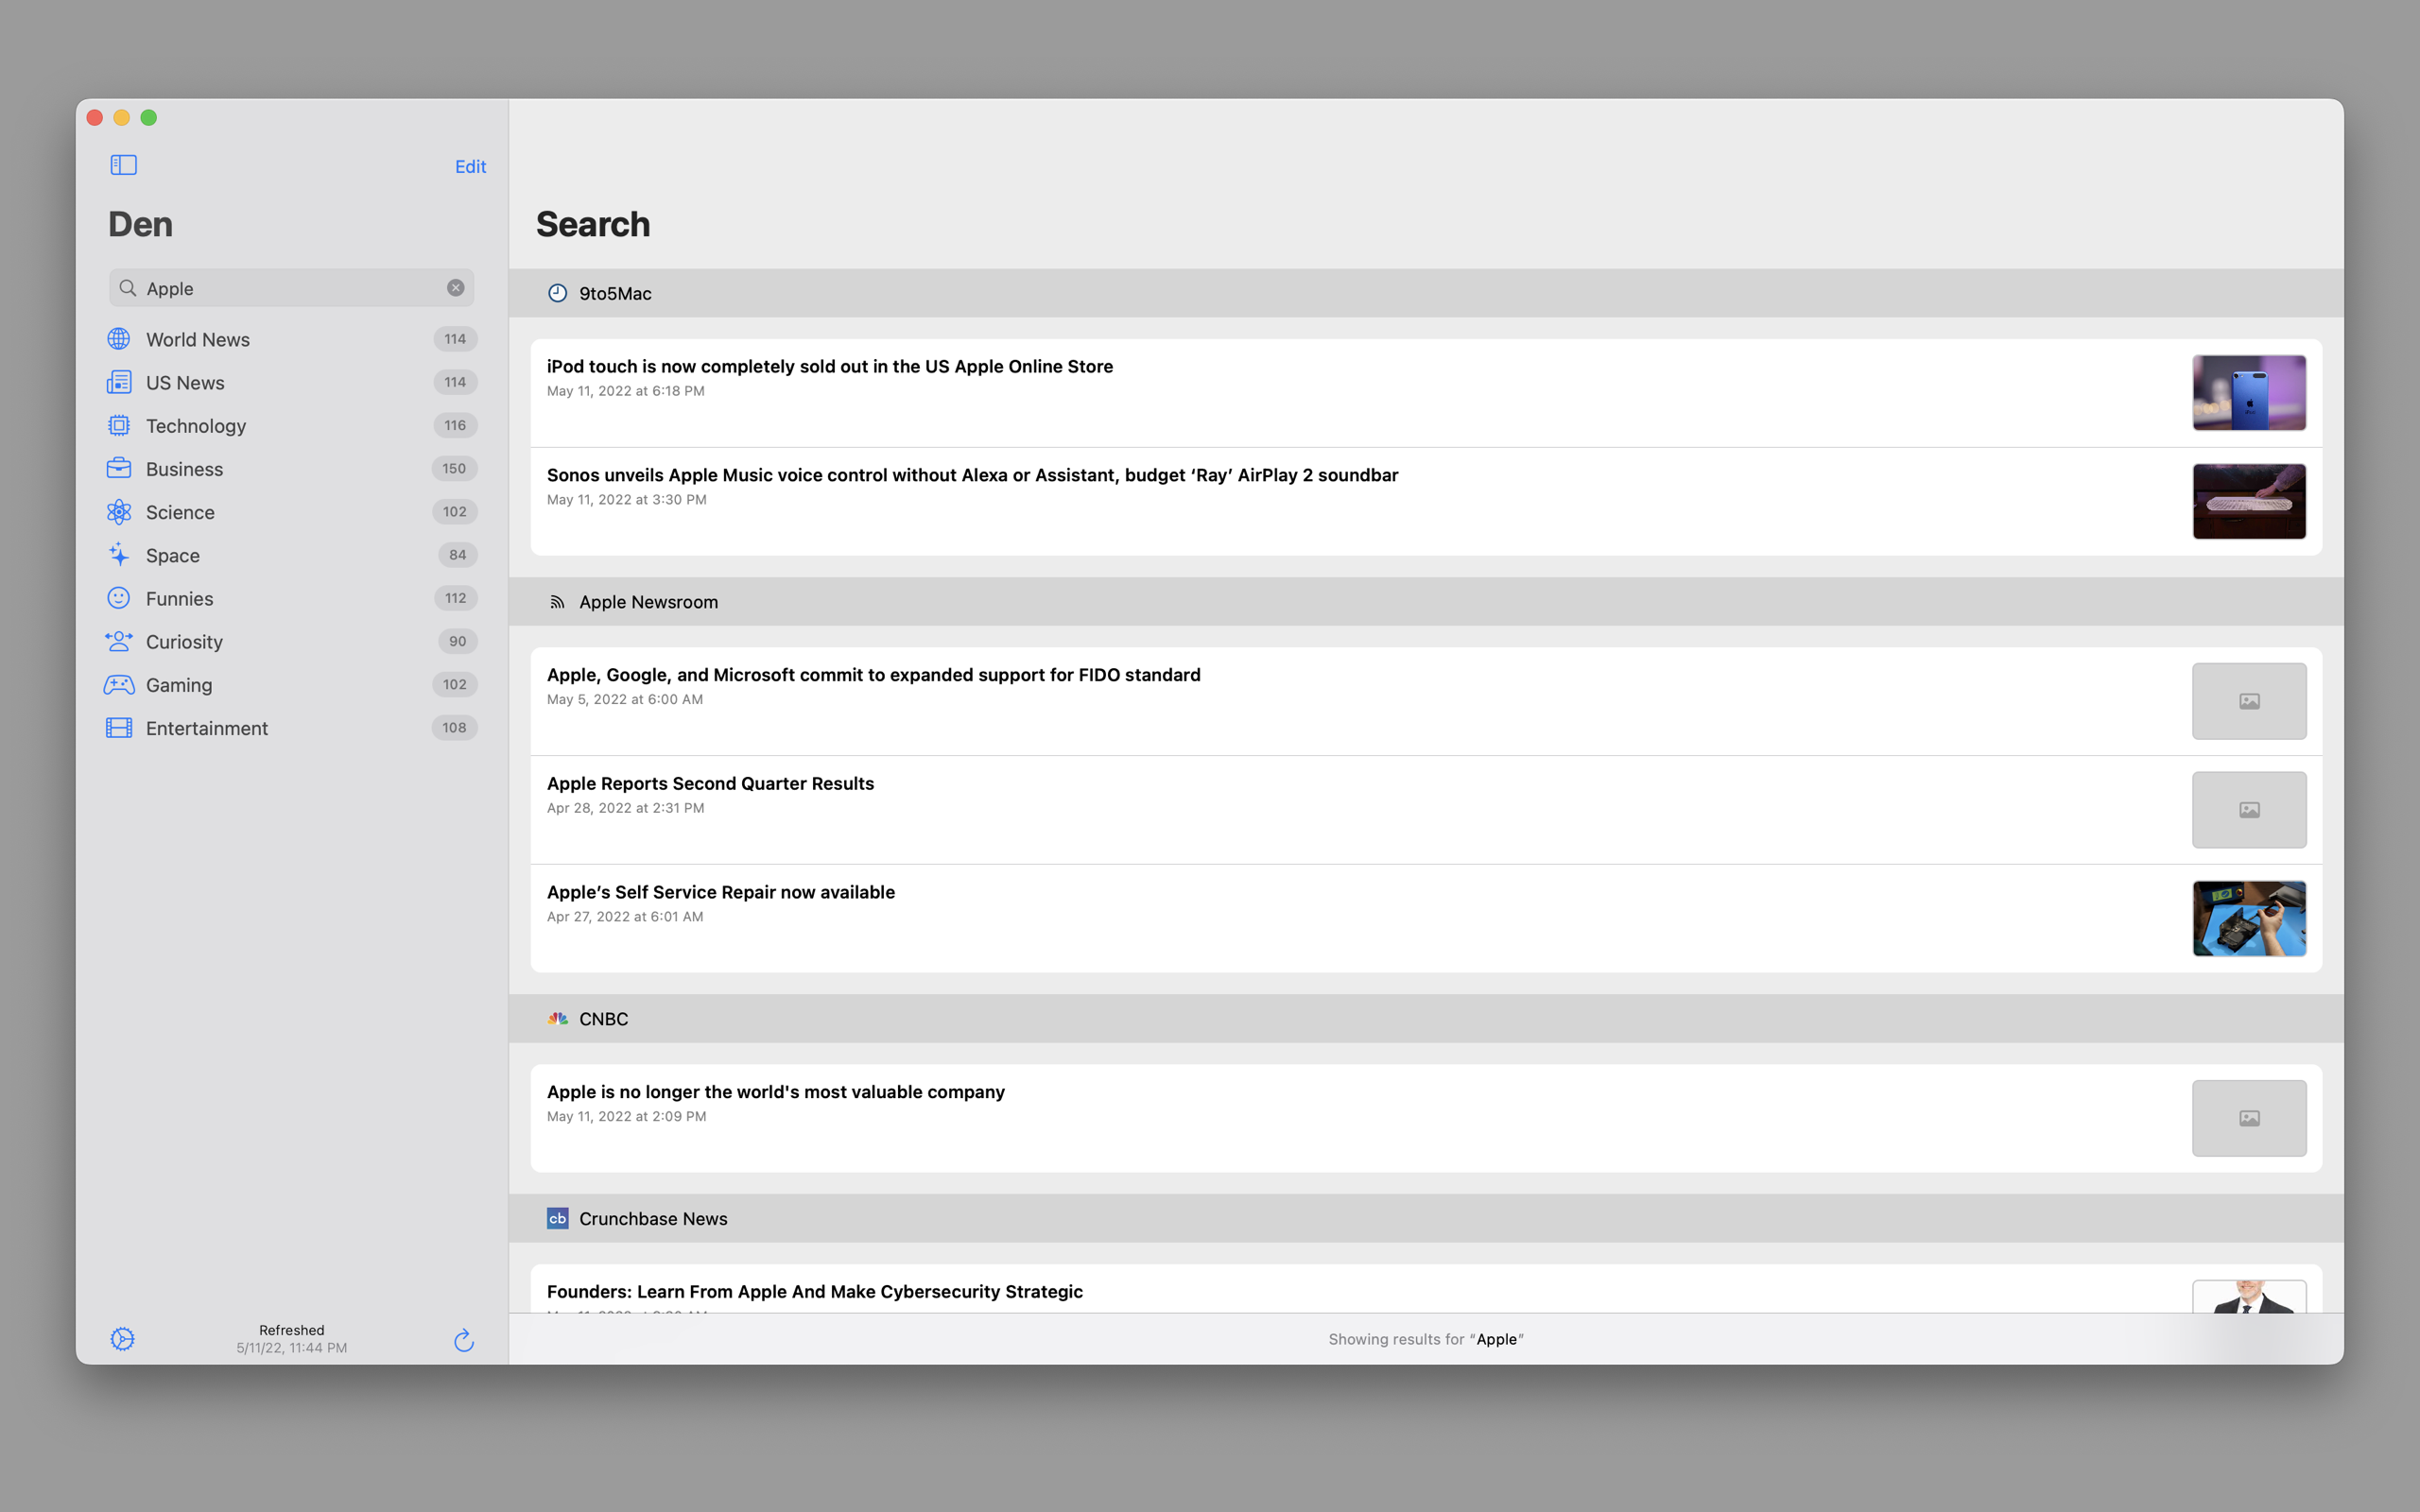 Edit
Den
Apple
World News 114
US News 114
Technology 116
Business 150
Science 102
Space 84
Funnies 112
Curiosity 90
Gaming 102
Entertainment 108
Refreshed
5/11/22, 11:44 PM
Search
9to5Mac
iPod touch is now completely sold out in the US Apple Online Store
May 11, 2022 at 6:18 PM
Sonos unveils Apple Music voice control without Alexa or Assistant, budget ‘Ray’ AirPlay 2 soundbar
May 11, 2022 at 3:30 PM
Apple Newsroom
Apple, Google, and Microsoft commit to expanded support for FIDO standard
May 5, 2022 at 6:00 AM
Apple Reports Second Quarter Results
Apr 28, 2022 at 2:31 PM
Apple’s Self Service Repair now available
Apr 27, 2022 at 6:01 AM
CNBC
Apple is no longer the world's most valuable company
May 11, 2022 at 2:09 PM
cb Crunchbase News
Founders: Learn From Apple And Make Cybersecurity Strategic
Showing results for “Apple”